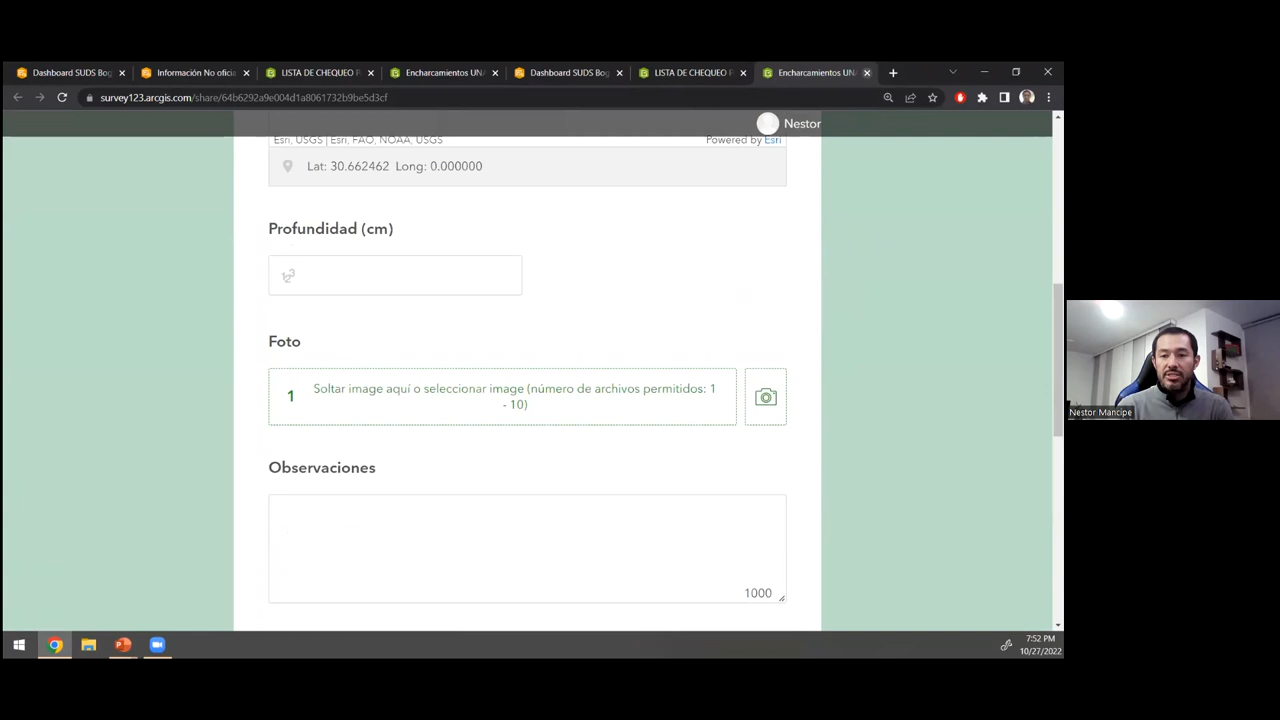 Dashboard SUDS Bog
Información No oficia
LISTA DE CHEQUEO P
Encharcamientos UNA
Dashboard SUDS Bog
LISTA DE CHEQUEO P
Encharcamientos UNA
survey123.arcgis.com/share/64b6292a9e004d1a8061732b9be5d3cf
Nestor
Esri, USGS | Esri, FAO, NOAA, USGS
Powered by Esri
Lat: 30.662462 Long: 0.000000
Profundidad (cm)
123
Foto
1
Soltar image aquí o seleccionar image (número de archivos permitidos: 1
- 10)
Observaciones
1000
Nestor Mancipe
7:52 PM
10/27/2022